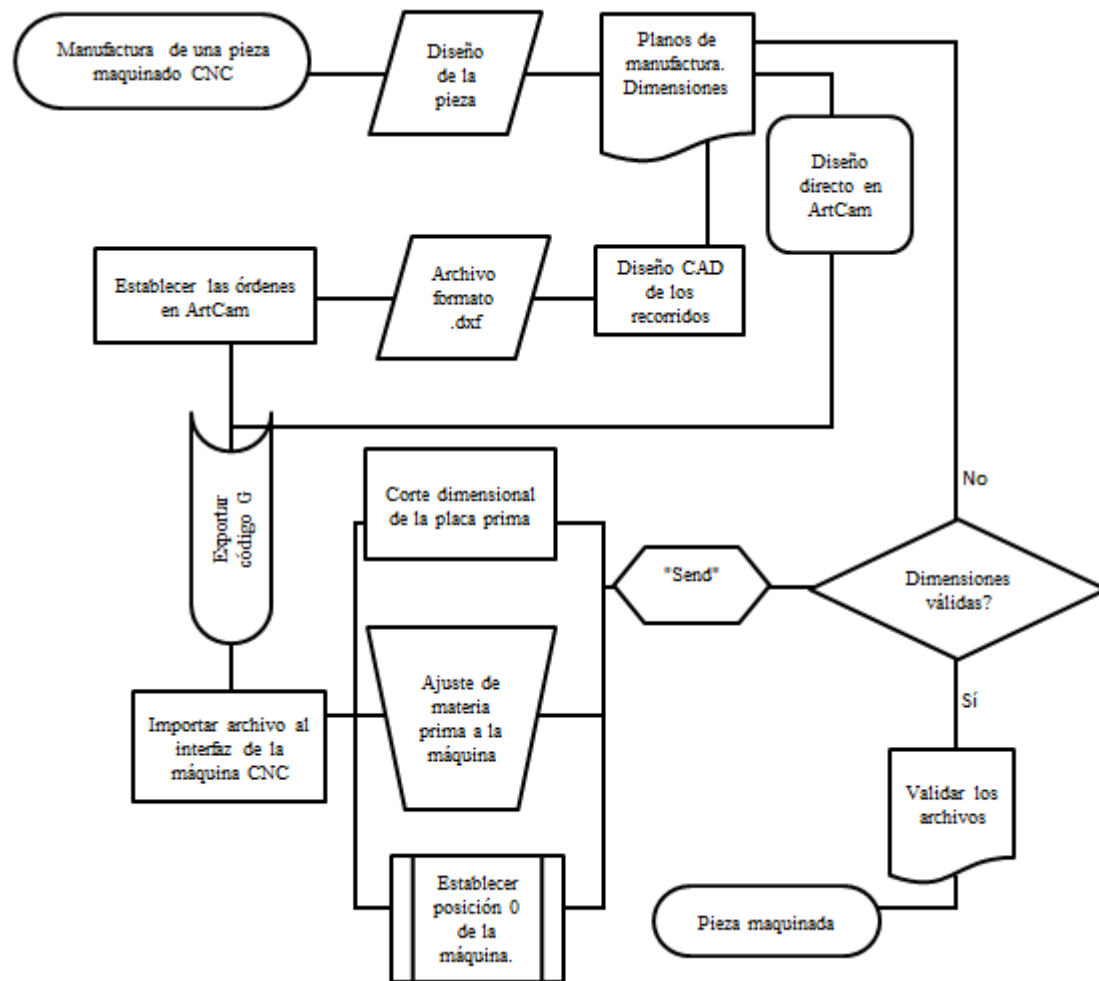 Manufactura de una pieza
maquinado CNC
Diseño
de la
pieza
Planos de
manufactura.
Dimensiones
Diseño
directo en
ArtCam
Establecer las órdenes
en ArtCam
Archivo
formato
.dxf
Diseño CAD
de los
recorridos
Exportar
código G
Corte dimensional
de la placa prima
"Send"
No
Dimensiones
válidas?
Sí
Ajuste de
materia
prima a la
máquina
Importar archivo al
interfaz de la
máquina CNC
Validar los
archivos
Establecer
posición 0
de la
máquina.
Pieza maquinada